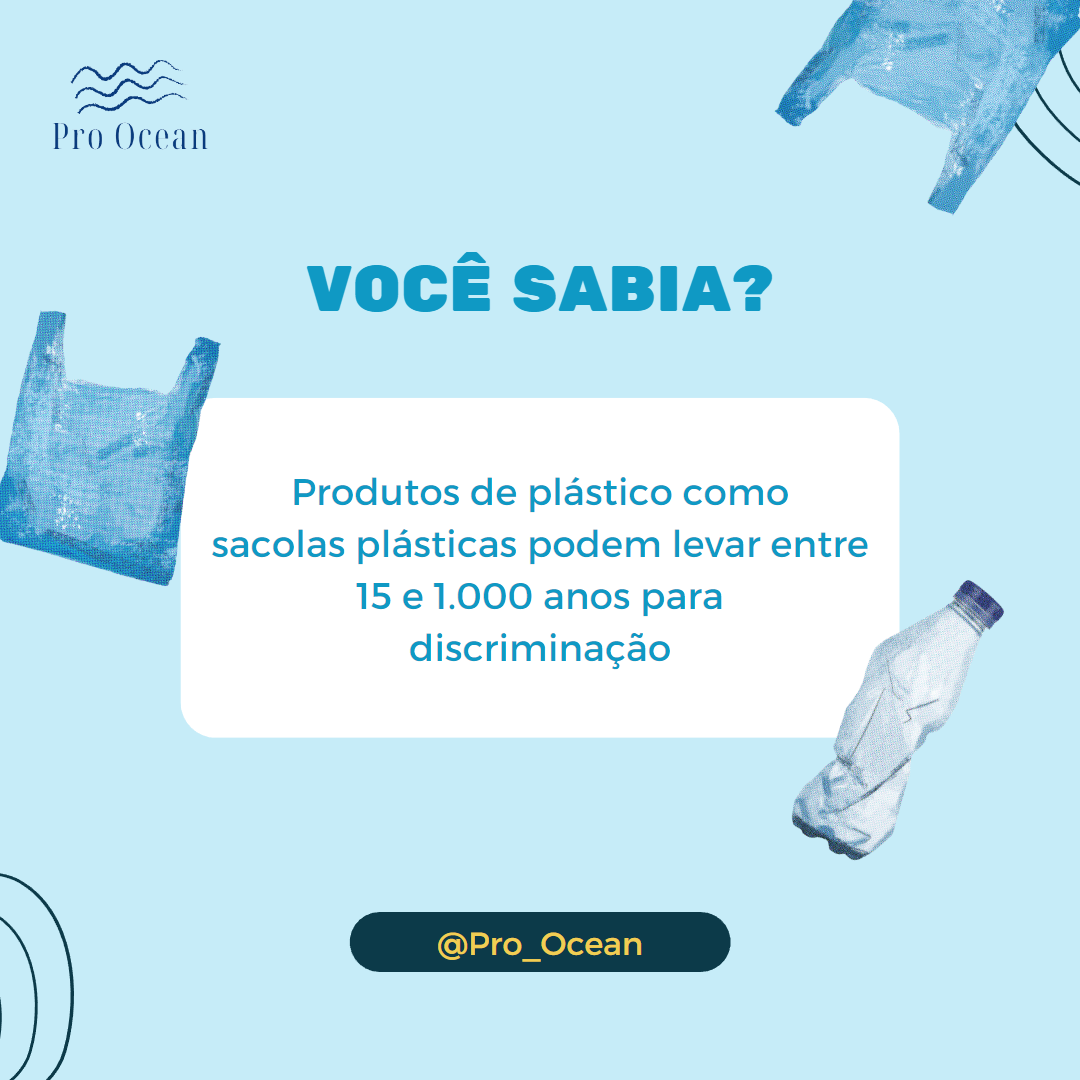 Pro Ocean
VOCÊ SABIA?
Produtos de plástico como
sacolas plásticas podem levar entre
15 e 1.000 anos para
discriminação
@Pro_Ocean